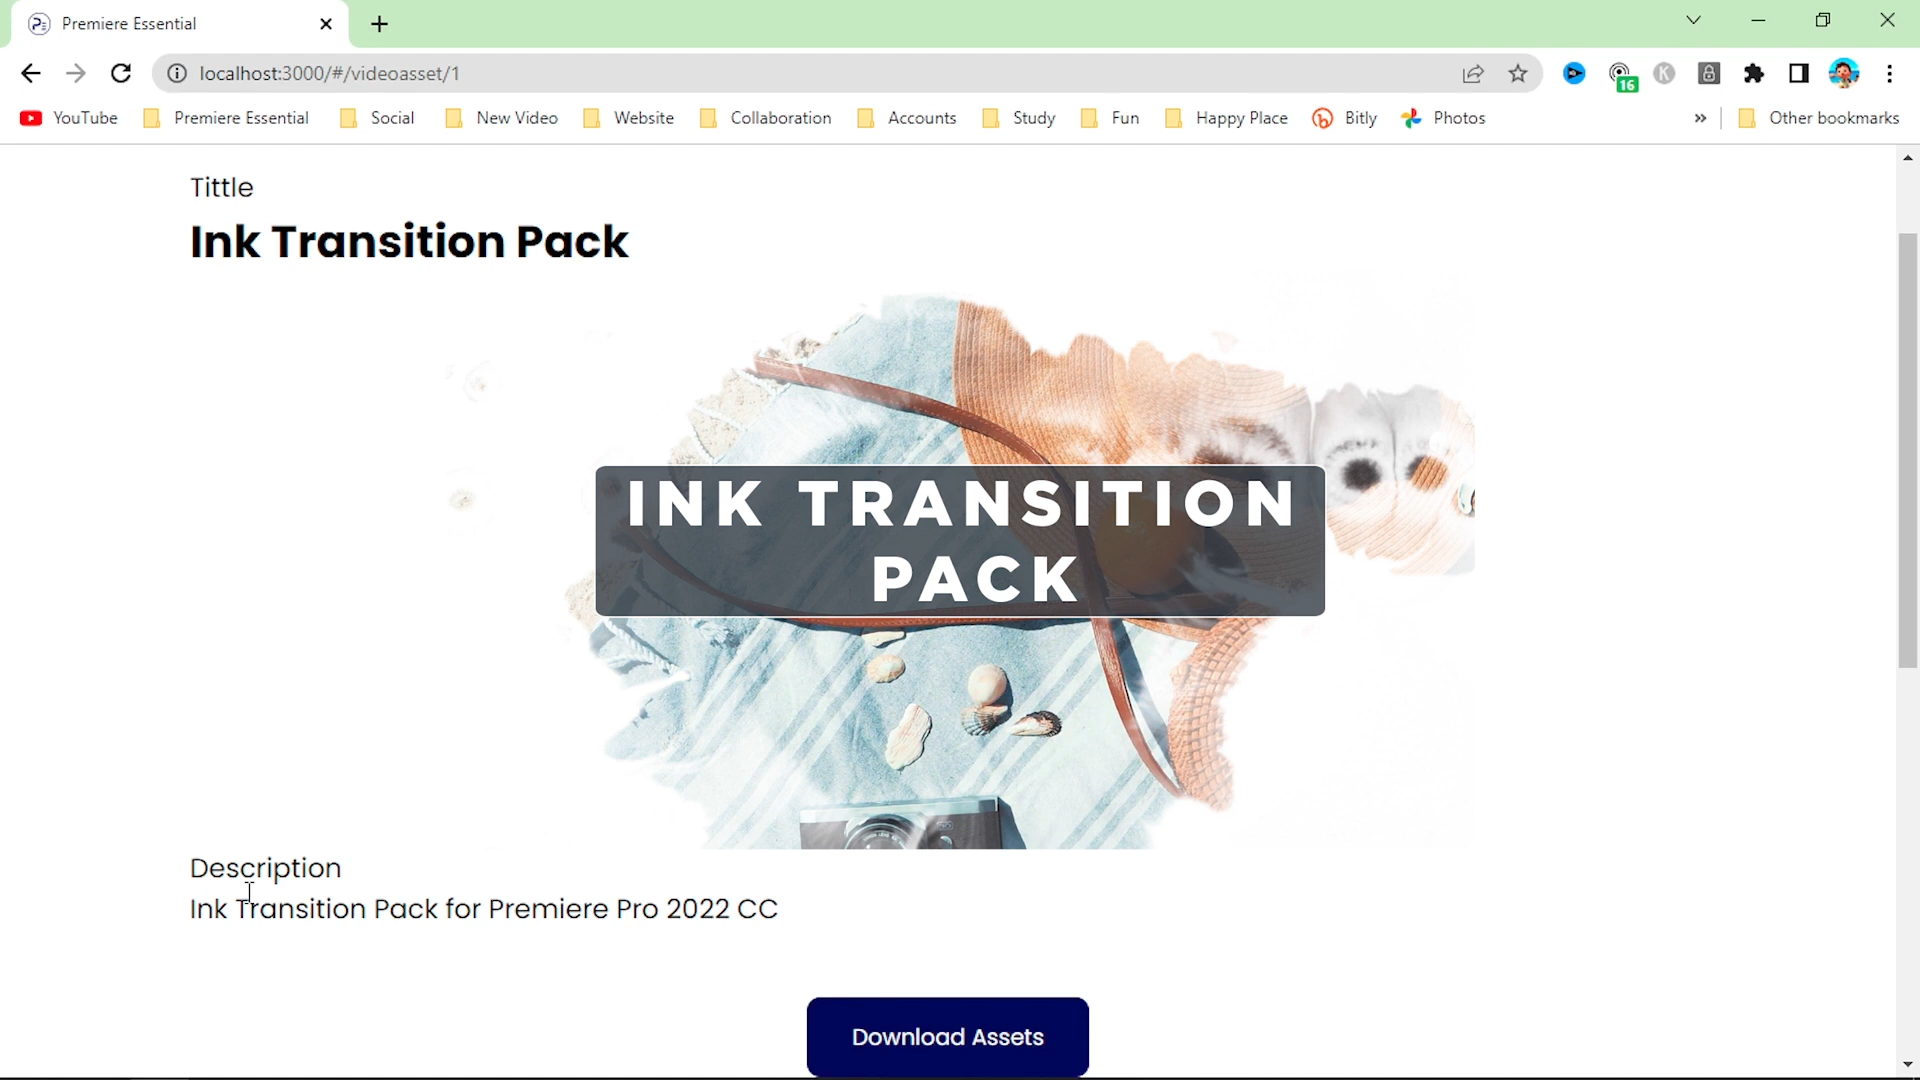 Premiere Essential
localhost:3000/#/videoasset/1
16
K
YouTube Premiere Essential Social New Video Website Collaboration Accounts Study Fun Happy Place Bitly Photos » Other bookmarks
Tittle
Ink Transition Pack
INK TRANSITION
PACK
Description
Ink Transition Pack for Premiere Pro 2022 CC
Download Assets